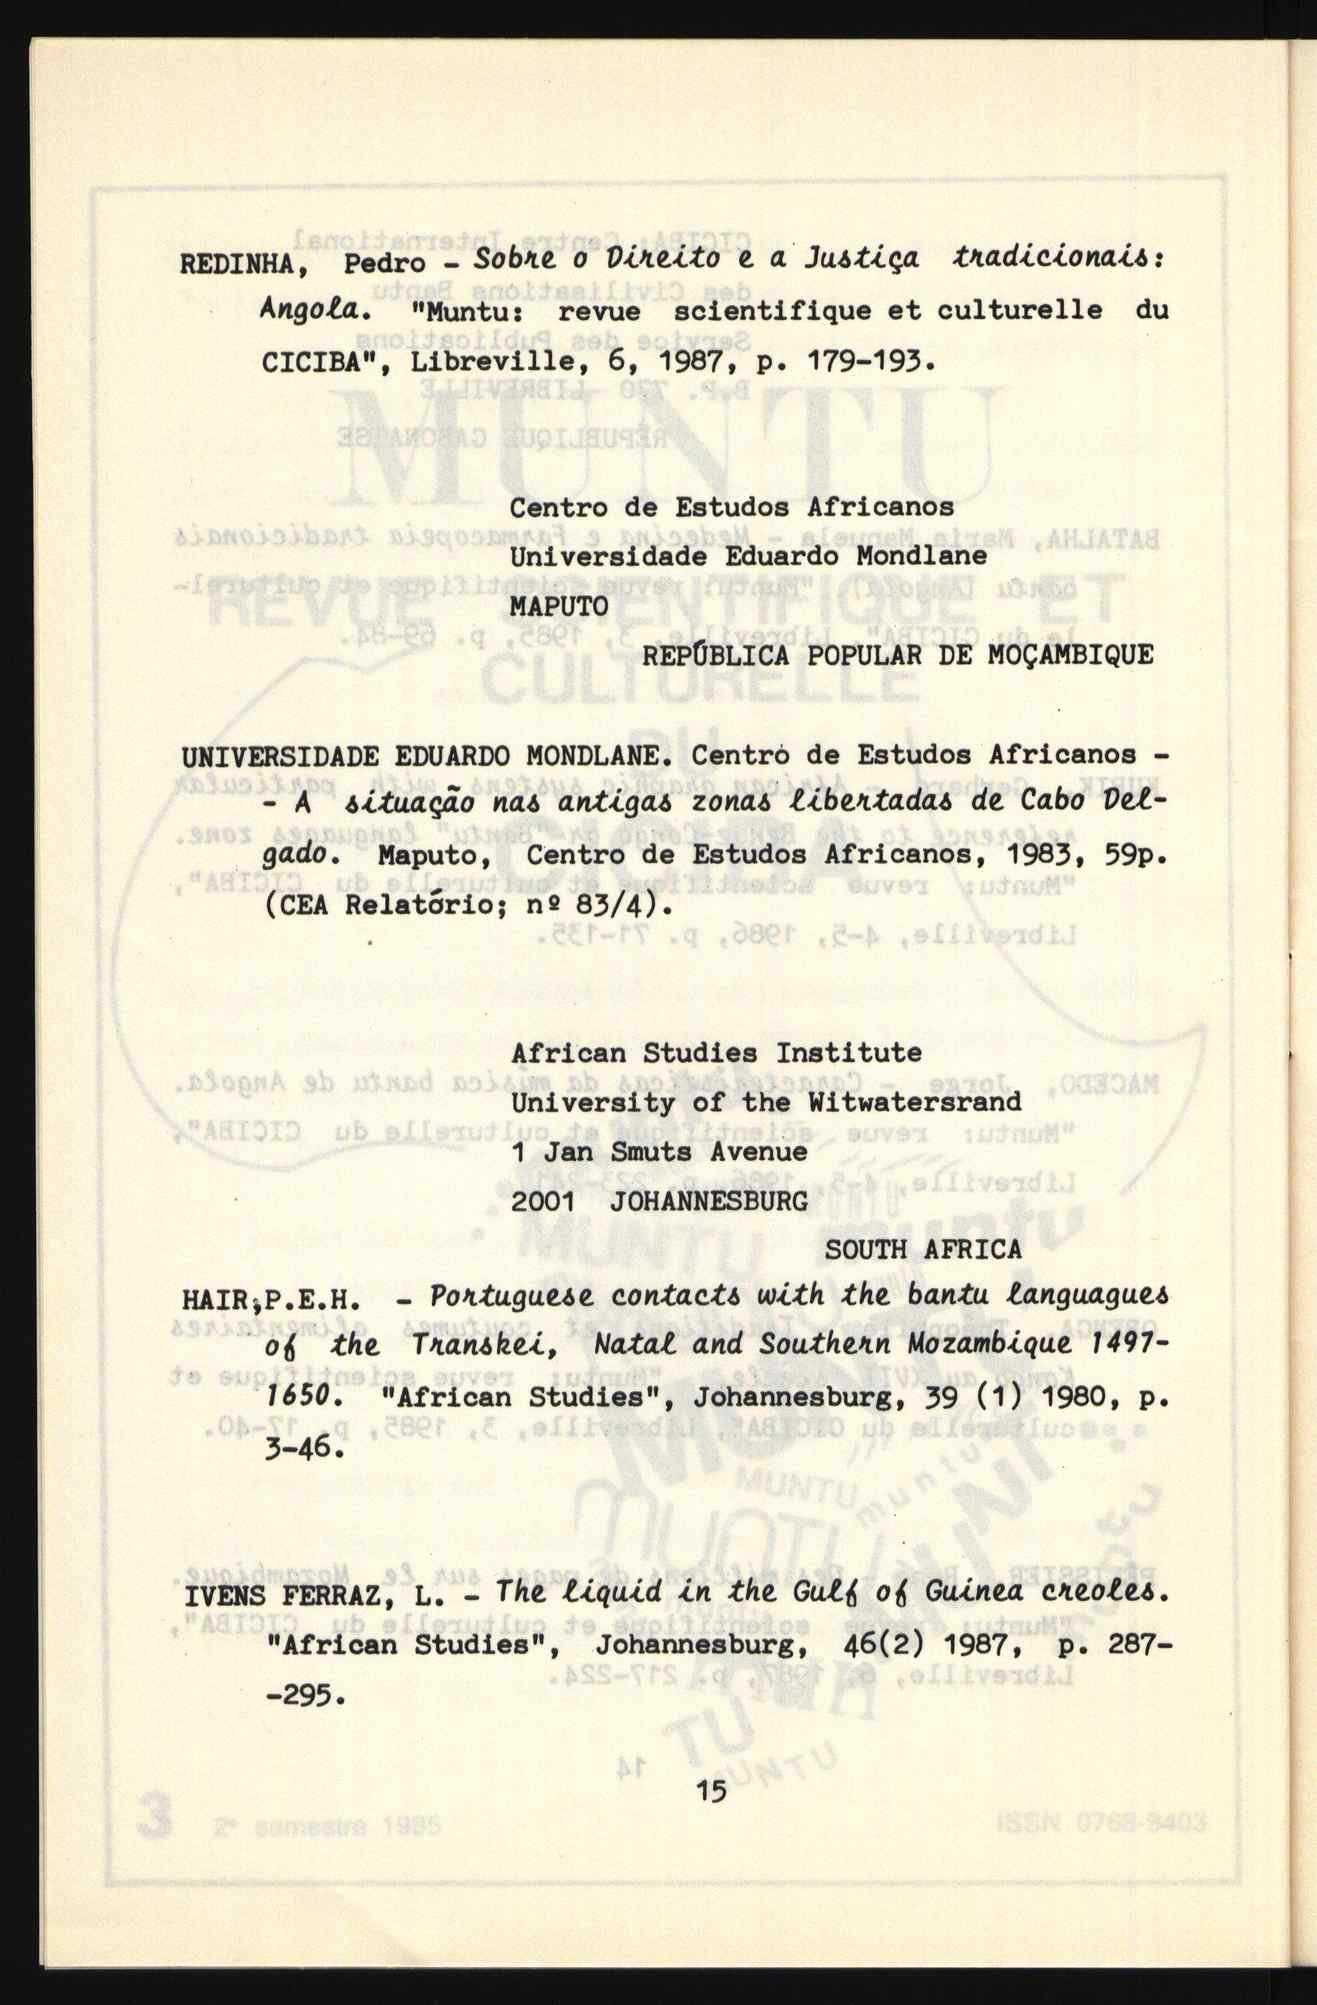 REDINHA, Pedro - Sobre o Direito e a Justiça tradicionais:
Angola. "Muntu: revue scientifique et culturelle du
CICIBA", Libreville, 6, 1987, p. 179-193.
Centro de Estudos Africanos
Universidade Eduardo Mondlane
MAPUTO
REPÚBLICA POPULAR DE MOÇAMBIQUE
UNIVERSIDADE EDUARDO MONDLANE. Centro de Estudos Africanos -
- A situação nas antigas zonas libertadas de Cabo Del-
gado. Maputo, Centro de Estudos Africanos, 1983, 59p.
(CEA Relatório; nº 83/4).
African Studies Institute
University of the Witwatersrand
1 Jan Smuts Avenue
2001 JOHANNESBURG
SOUTH AFRICA
HAIR,P.E.H. - Portuguese contacts with the bantu languagues
of the Transkei, Natal and Southern Mozambique 1497-
1650. "African Studies", Johannesburg, 39 (1) 1980, p.
3-46.
IVENS FERRAZ, L. - The liquid in the Gulf of Guinea creoles.
"African Studies", Johannesburg, 46(2) 1987, p. 287-
-295.
15